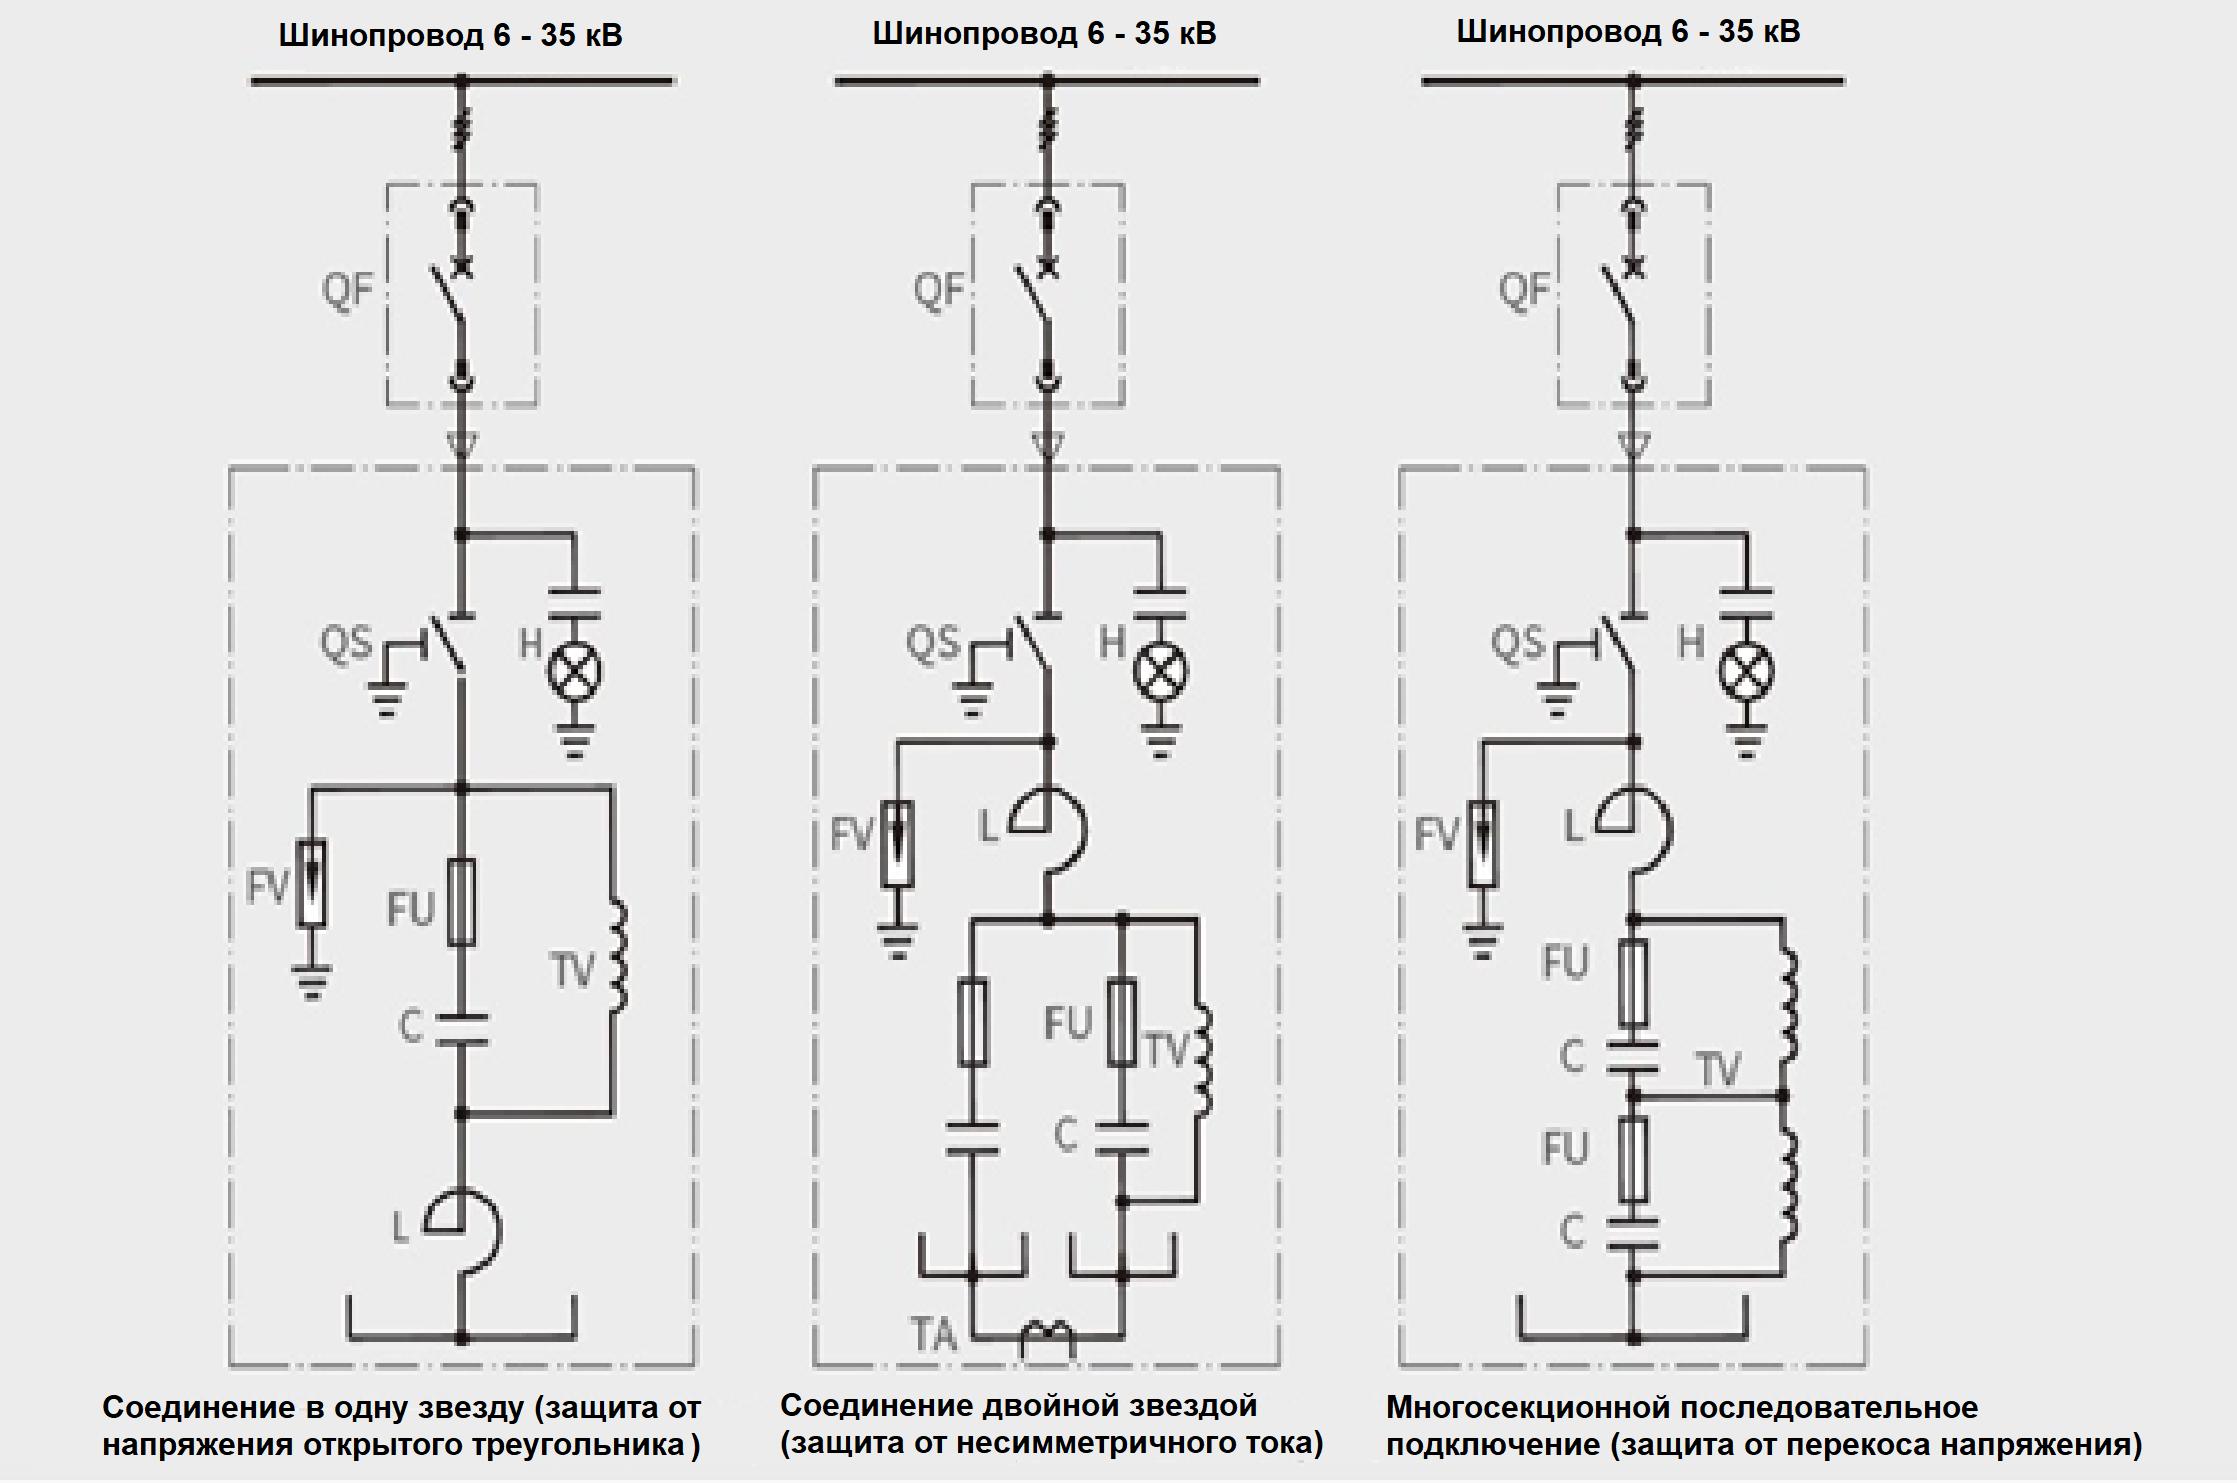 Шинопровод 6 - 35 кВ
Шинопровод 6 - 35 кВ
Шинопровод 6 - 35 кВ
QF
QF
QF
QS
H
QS
H
QS
H
FV
FU
C
TV
L
FV
L
FU
TV
C
TA
FV
L
FU
C
TV
FU
C
Соединение в одну звезду (защита от
напряжения открытого треугольника)
Соединение двойной звездой
(защита от несимметричного тока)
Многосекционной последовательное
подключение (защита от перекоса напряжения)